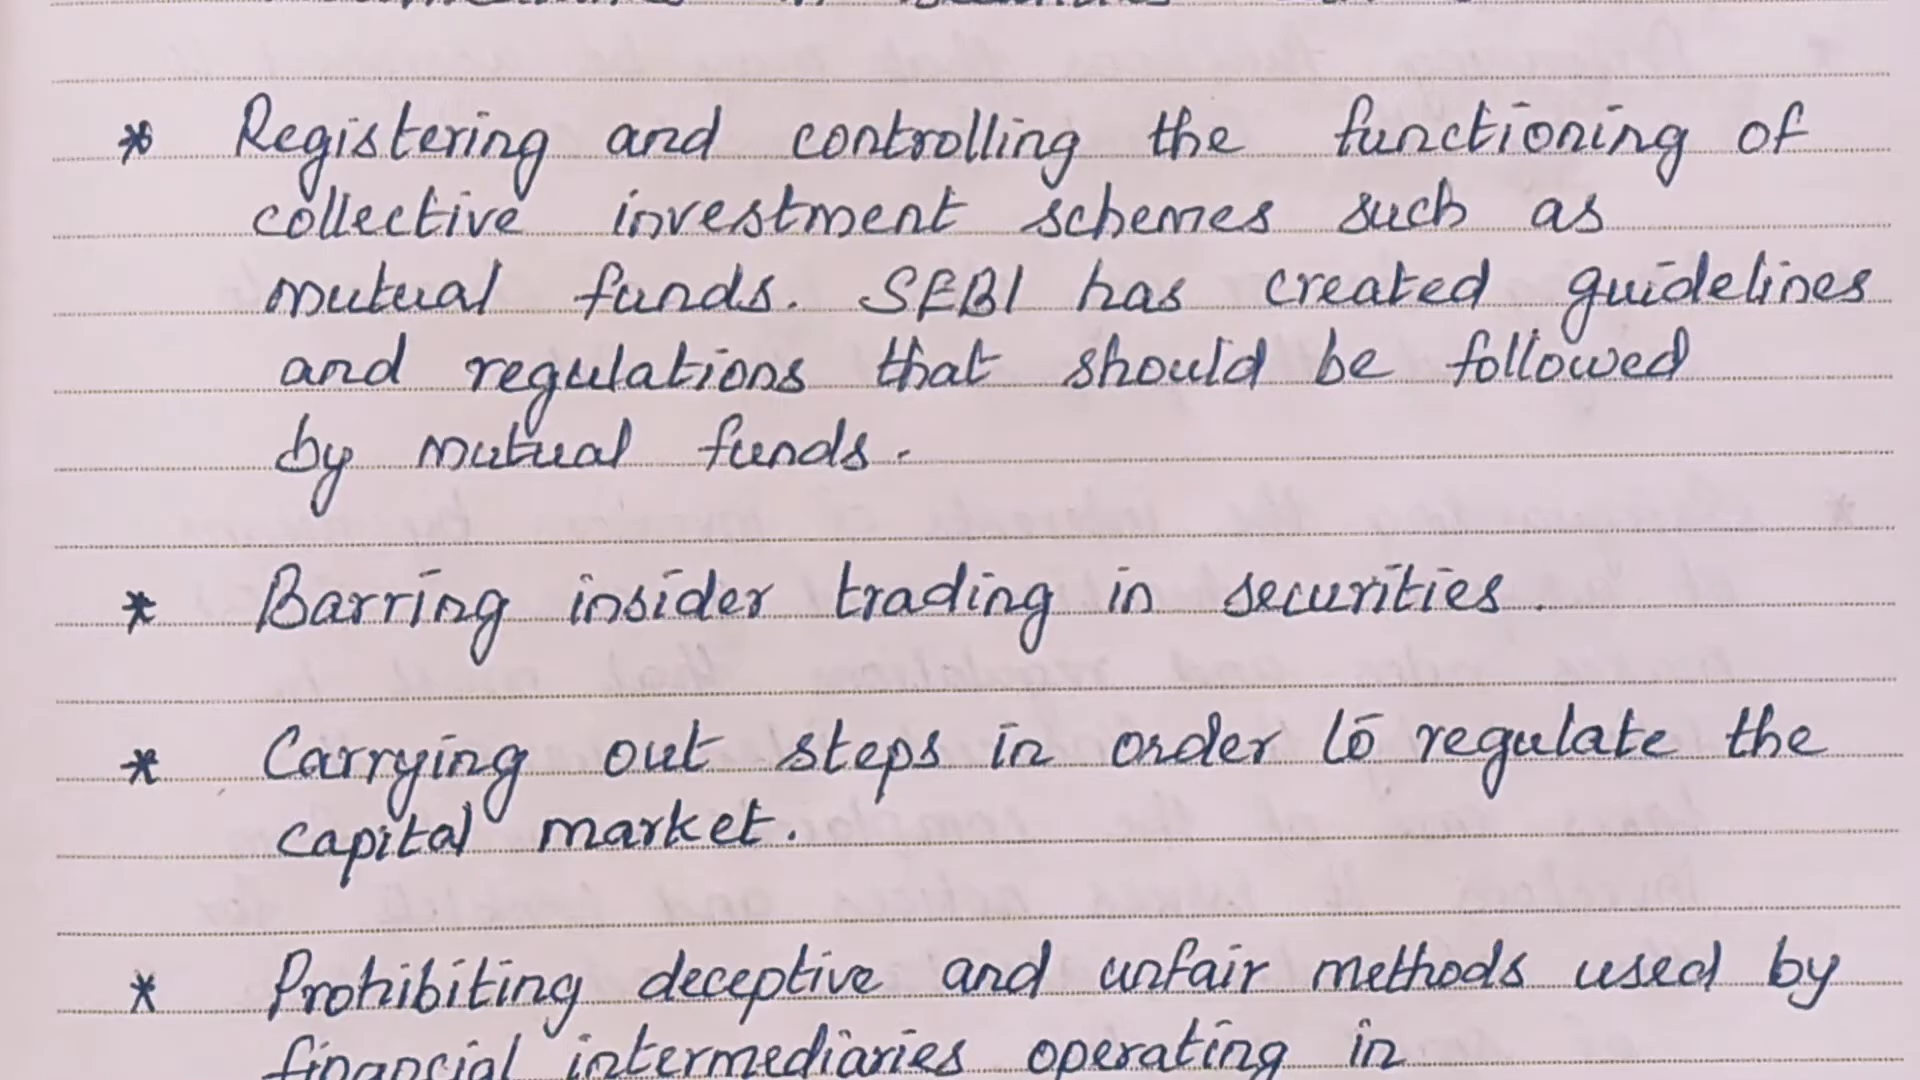 * Registering and controlling the functioning of
collective investment schemes such as
mutual funds. SEBI has created guidelines
and regulations that should be followed
by mutual funds.
* Barring insider trading in securities.
* Carrying out steps in order to regulate the
capital market.
* Prohibiting deceptive and unfair methods used by
financial intermediaries operating in